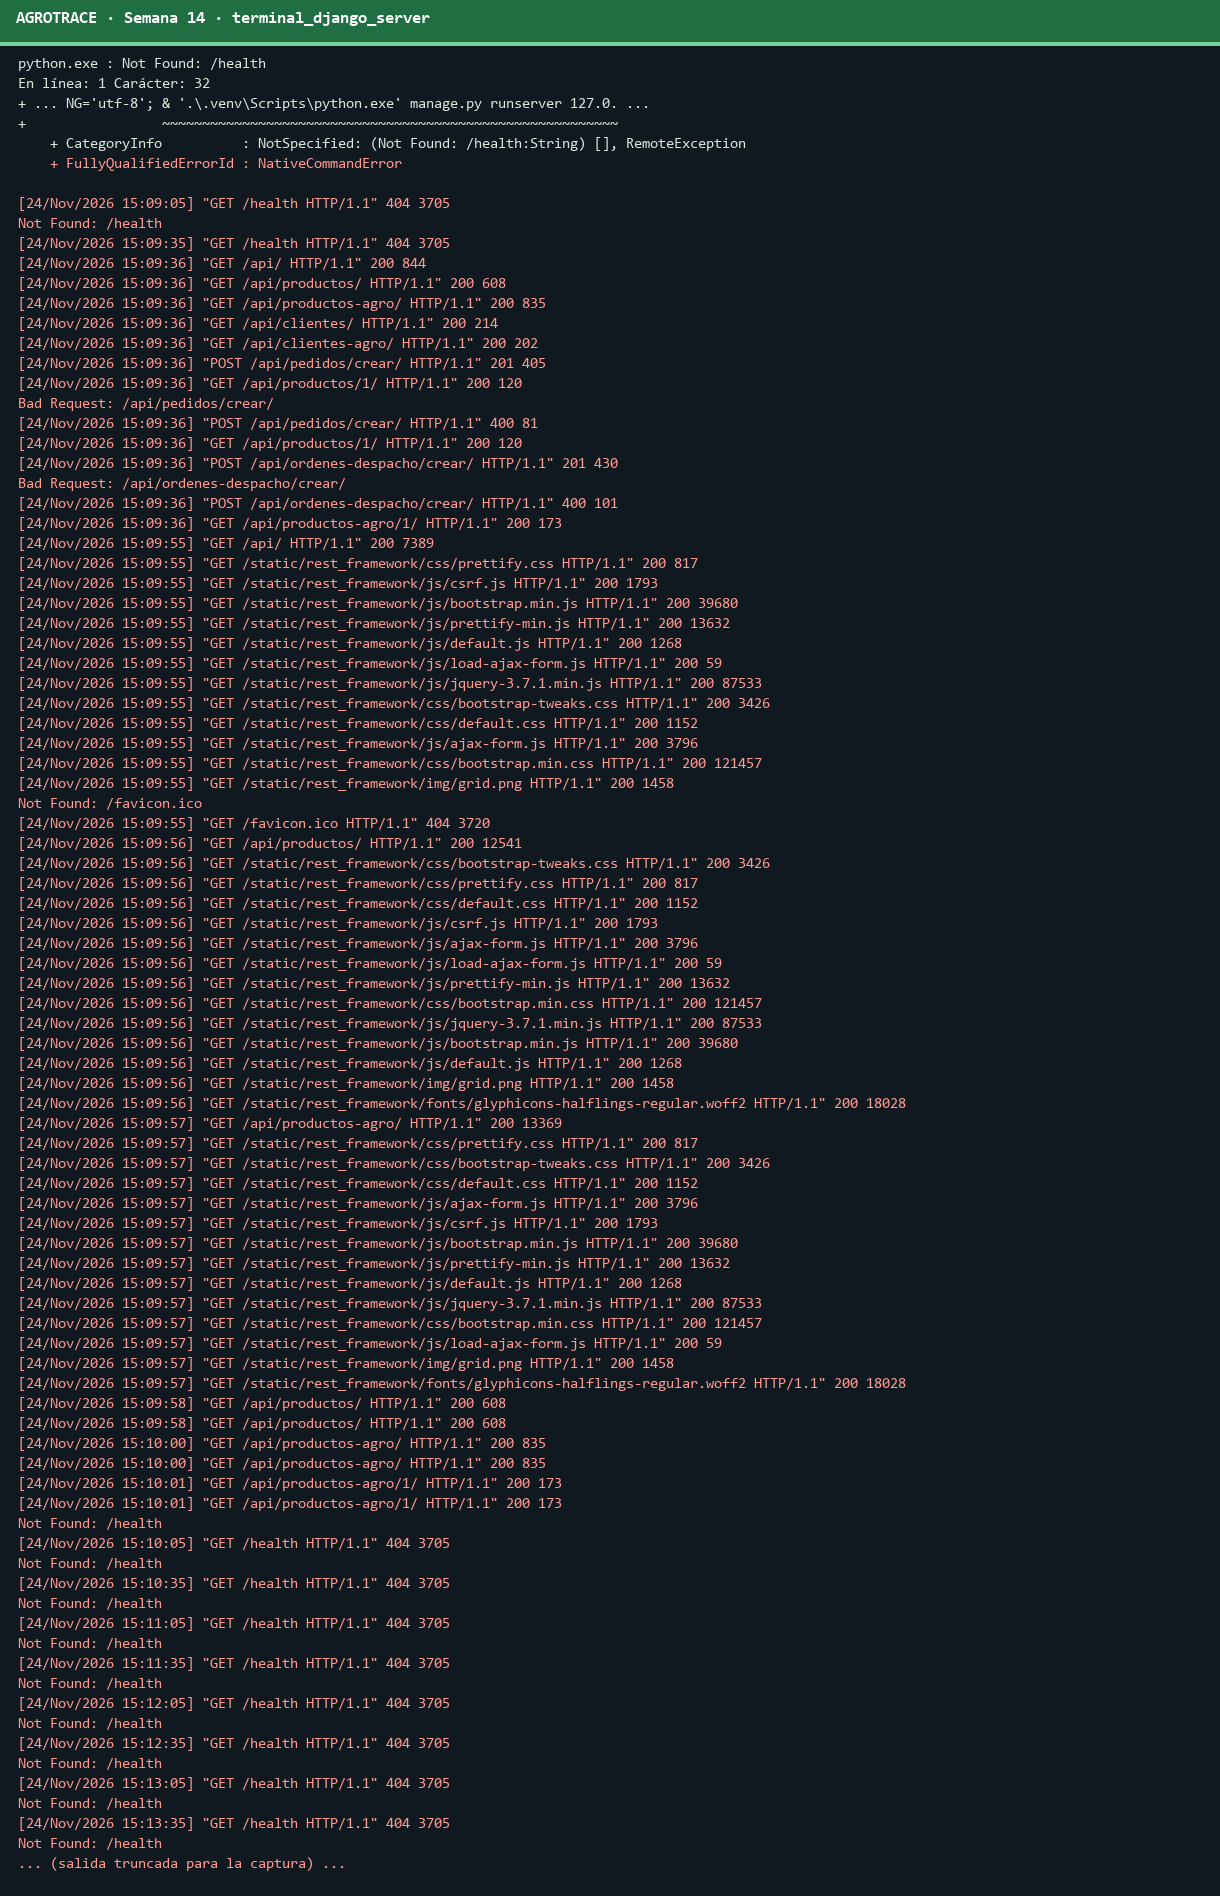 AGROTRACE · Semana 14 · terminal_django_server
python.exe : Not Found: /health
En línea: 1 Carácter: 32
+ ... NG='utf-8'; & '.\.venv\Scripts\python.exe' manage.py runserver 127.0. ...
+                 ~~~~~~~~~~~~~~~~~~~~~~~~~~~~~~~~~~~~~~~~~~~~~~~~~~~~~~~~~
    + CategoryInfo          : NotSpecified: (Not Found: /health:String) [], RemoteException
    + FullyQualifiedErrorId : NativeCommandError
[24/Nov/2026 15:09:05] "GET /health HTTP/1.1" 404 3705
Not Found: /health
[24/Nov/2026 15:09:35] "GET /health HTTP/1.1" 404 3705
[24/Nov/2026 15:09:36] "GET /api/ HTTP/1.1" 200 844
[24/Nov/2026 15:09:36] "GET /api/productos/ HTTP/1.1" 200 608
[24/Nov/2026 15:09:36] "GET /api/productos-agro/ HTTP/1.1" 200 835
[24/Nov/2026 15:09:36] "GET /api/clientes/ HTTP/1.1" 200 214
[24/Nov/2026 15:09:36] "GET /api/clientes-agro/ HTTP/1.1" 200 202
[24/Nov/2026 15:09:36] "POST /api/pedidos/crear/ HTTP/1.1" 201 405
[24/Nov/2026 15:09:36] "GET /api/productos/1/ HTTP/1.1" 200 120
Bad Request: /api/pedidos/crear/
[24/Nov/2026 15:09:36] "POST /api/pedidos/crear/ HTTP/1.1" 400 81
[24/Nov/2026 15:09:36] "GET /api/productos/1/ HTTP/1.1" 200 120
[24/Nov/2026 15:09:36] "POST /api/ordenes-despacho/crear/ HTTP/1.1" 201 430
Bad Request: /api/ordenes-despacho/crear/
[24/Nov/2026 15:09:36] "POST /api/ordenes-despacho/crear/ HTTP/1.1" 400 101
[24/Nov/2026 15:09:36] "GET /api/productos-agro/1/ HTTP/1.1" 200 173
[24/Nov/2026 15:09:55] "GET /api/ HTTP/1.1" 200 7389
[24/Nov/2026 15:09:55] "GET /static/rest_framework/css/prettify.css HTTP/1.1" 200 817
[24/Nov/2026 15:09:55] "GET /static/rest_framework/js/csrf.js HTTP/1.1" 200 1793
[24/Nov/2026 15:09:55] "GET /static/rest_framework/js/bootstrap.min.js HTTP/1.1" 200 39680
[24/Nov/2026 15:09:55] "GET /static/rest_framework/js/prettify-min.js HTTP/1.1" 200 13632
[24/Nov/2026 15:09:55] "GET /static/rest_framework/js/default.js HTTP/1.1" 200 1268
[24/Nov/2026 15:09:55] "GET /static/rest_framework/js/load-ajax-form.js HTTP/1.1" 200 59
[24/Nov/2026 15:09:55] "GET /static/rest_framework/js/jquery-3.7.1.min.js HTTP/1.1" 200 87533
[24/Nov/2026 15:09:55] "GET /static/rest_framework/css/bootstrap-tweaks.css HTTP/1.1" 200 3426
[24/Nov/2026 15:09:55] "GET /static/rest_framework/css/default.css HTTP/1.1" 200 1152
[24/Nov/2026 15:09:55] "GET /static/rest_framework/js/ajax-form.js HTTP/1.1" 200 3796
[24/Nov/2026 15:09:55] "GET /static/rest_framework/css/bootstrap.min.css HTTP/1.1" 200 121457
[24/Nov/2026 15:09:55] "GET /static/rest_framework/img/grid.png HTTP/1.1" 200 1458
Not Found: /favicon.ico
[24/Nov/2026 15:09:55] "GET /favicon.ico HTTP/1.1" 404 3720
[24/Nov/2026 15:09:56] "GET /api/productos/ HTTP/1.1" 200 12541
[24/Nov/2026 15:09:56] "GET /static/rest_framework/css/bootstrap-tweaks.css HTTP/1.1" 200 3426
[24/Nov/2026 15:09:56] "GET /static/rest_framework/css/prettify.css HTTP/1.1" 200 817
[24/Nov/2026 15:09:56] "GET /static/rest_framework/css/default.css HTTP/1.1" 200 1152
[24/Nov/2026 15:09:56] "GET /static/rest_framework/js/csrf.js HTTP/1.1" 200 1793
[24/Nov/2026 15:09:56] "GET /static/rest_framework/js/ajax-form.js HTTP/1.1" 200 3796
[24/Nov/2026 15:09:56] "GET /static/rest_framework/js/load-ajax-form.js HTTP/1.1" 200 59
[24/Nov/2026 15:09:56] "GET /static/rest_framework/js/prettify-min.js HTTP/1.1" 200 13632
[24/Nov/2026 15:09:56] "GET /static/rest_framework/css/bootstrap.min.css HTTP/1.1" 200 121457
[24/Nov/2026 15:09:56] "GET /static/rest_framework/js/jquery-3.7.1.min.js HTTP/1.1" 200 87533
[24/Nov/2026 15:09:56] "GET /static/rest_framework/js/bootstrap.min.js HTTP/1.1" 200 39680
[24/Nov/2026 15:09:56] "GET /static/rest_framework/js/default.js HTTP/1.1" 200 1268
[24/Nov/2026 15:09:56] "GET /static/rest_framework/img/grid.png HTTP/1.1" 200 1458
[24/Nov/2026 15:09:56] "GET /static/rest_framework/fonts/glyphicons-halflings-regular.woff2 HTTP/1.1" 200 18028
[24/Nov/2026 15:09:57] "GET /api/productos-agro/ HTTP/1.1" 200 13369
[24/Nov/2026 15:09:57] "GET /static/rest_framework/css/prettify.css HTTP/1.1" 200 817
[24/Nov/2026 15:09:57] "GET /static/rest_framework/css/bootstrap-tweaks.css HTTP/1.1" 200 3426
[24/Nov/2026 15:09:57] "GET /static/rest_framework/css/default.css HTTP/1.1" 200 1152
[24/Nov/2026 15:09:57] "GET /static/rest_framework/js/ajax-form.js HTTP/1.1" 200 3796
[24/Nov/2026 15:09:57] "GET /static/rest_framework/js/csrf.js HTTP/1.1" 200 1793
[24/Nov/2026 15:09:57] "GET /static/rest_framework/js/bootstrap.min.js HTTP/1.1" 200 39680
[24/Nov/2026 15:09:57] "GET /static/rest_framework/js/prettify-min.js HTTP/1.1" 200 13632
[24/Nov/2026 15:09:57] "GET /static/rest_framework/js/default.js HTTP/1.1" 200 1268
[24/Nov/2026 15:09:57] "GET /static/rest_framework/js/jquery-3.7.1.min.js HTTP/1.1" 200 87533
[24/Nov/2026 15:09:57] "GET /static/rest_framework/css/bootstrap.min.css HTTP/1.1" 200 121457
[24/Nov/2026 15:09:57] "GET /static/rest_framework/js/load-ajax-form.js HTTP/1.1" 200 59
[24/Nov/2026 15:09:57] "GET /static/rest_framework/img/grid.png HTTP/1.1" 200 1458
[24/Nov/2026 15:09:57] "GET /static/rest_framework/fonts/glyphicons-halflings-regular.woff2 HTTP/1.1" 200 18028
[24/Nov/2026 15:09:58] "GET /api/productos/ HTTP/1.1" 200 608
[24/Nov/2026 15:09:58] "GET /api/productos/ HTTP/1.1" 200 608
[24/Nov/2026 15:10:00] "GET /api/productos-agro/ HTTP/1.1" 200 835
[24/Nov/2026 15:10:00] "GET /api/productos-agro/ HTTP/1.1" 200 835
[24/Nov/2026 15:10:01] "GET /api/productos-agro/1/ HTTP/1.1" 200 173
[24/Nov/2026 15:10:01] "GET /api/productos-agro/1/ HTTP/1.1" 200 173
Not Found: /health
[24/Nov/2026 15:10:05] "GET /health HTTP/1.1" 404 3705
Not Found: /health
[24/Nov/2026 15:10:35] "GET /health HTTP/1.1" 404 3705
Not Found: /health
[24/Nov/2026 15:11:05] "GET /health HTTP/1.1" 404 3705
Not Found: /health
[24/Nov/2026 15:11:35] "GET /health HTTP/1.1" 404 3705
Not Found: /health
[24/Nov/2026 15:12:05] "GET /health HTTP/1.1" 404 3705
Not Found: /health
[24/Nov/2026 15:12:35] "GET /health HTTP/1.1" 404 3705
Not Found: /health
[24/Nov/2026 15:13:05] "GET /health HTTP/1.1" 404 3705
Not Found: /health
[24/Nov/2026 15:13:35] "GET /health HTTP/1.1" 404 3705
Not Found: /health
... (salida truncada para la captura) ...